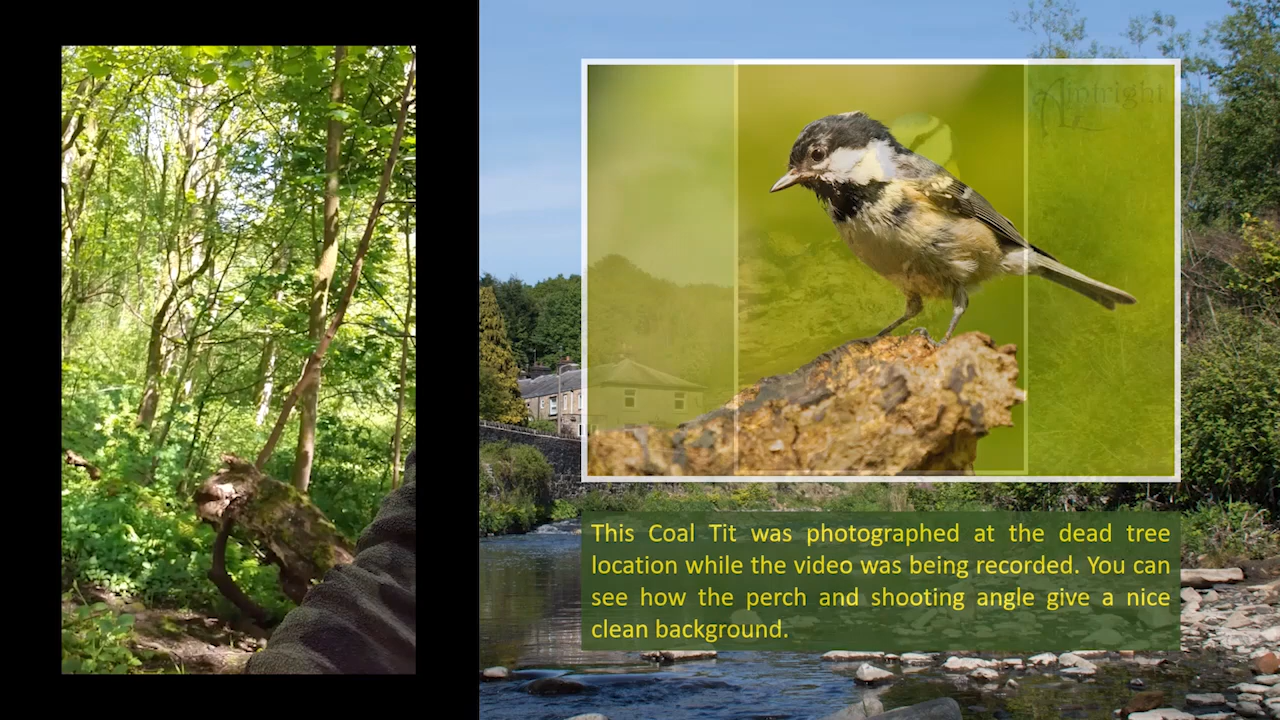 This Coal Tit was photographed at the dead tree
location while the video was being recorded. You can
see how the perch and shooting angle give a nice
clean background.